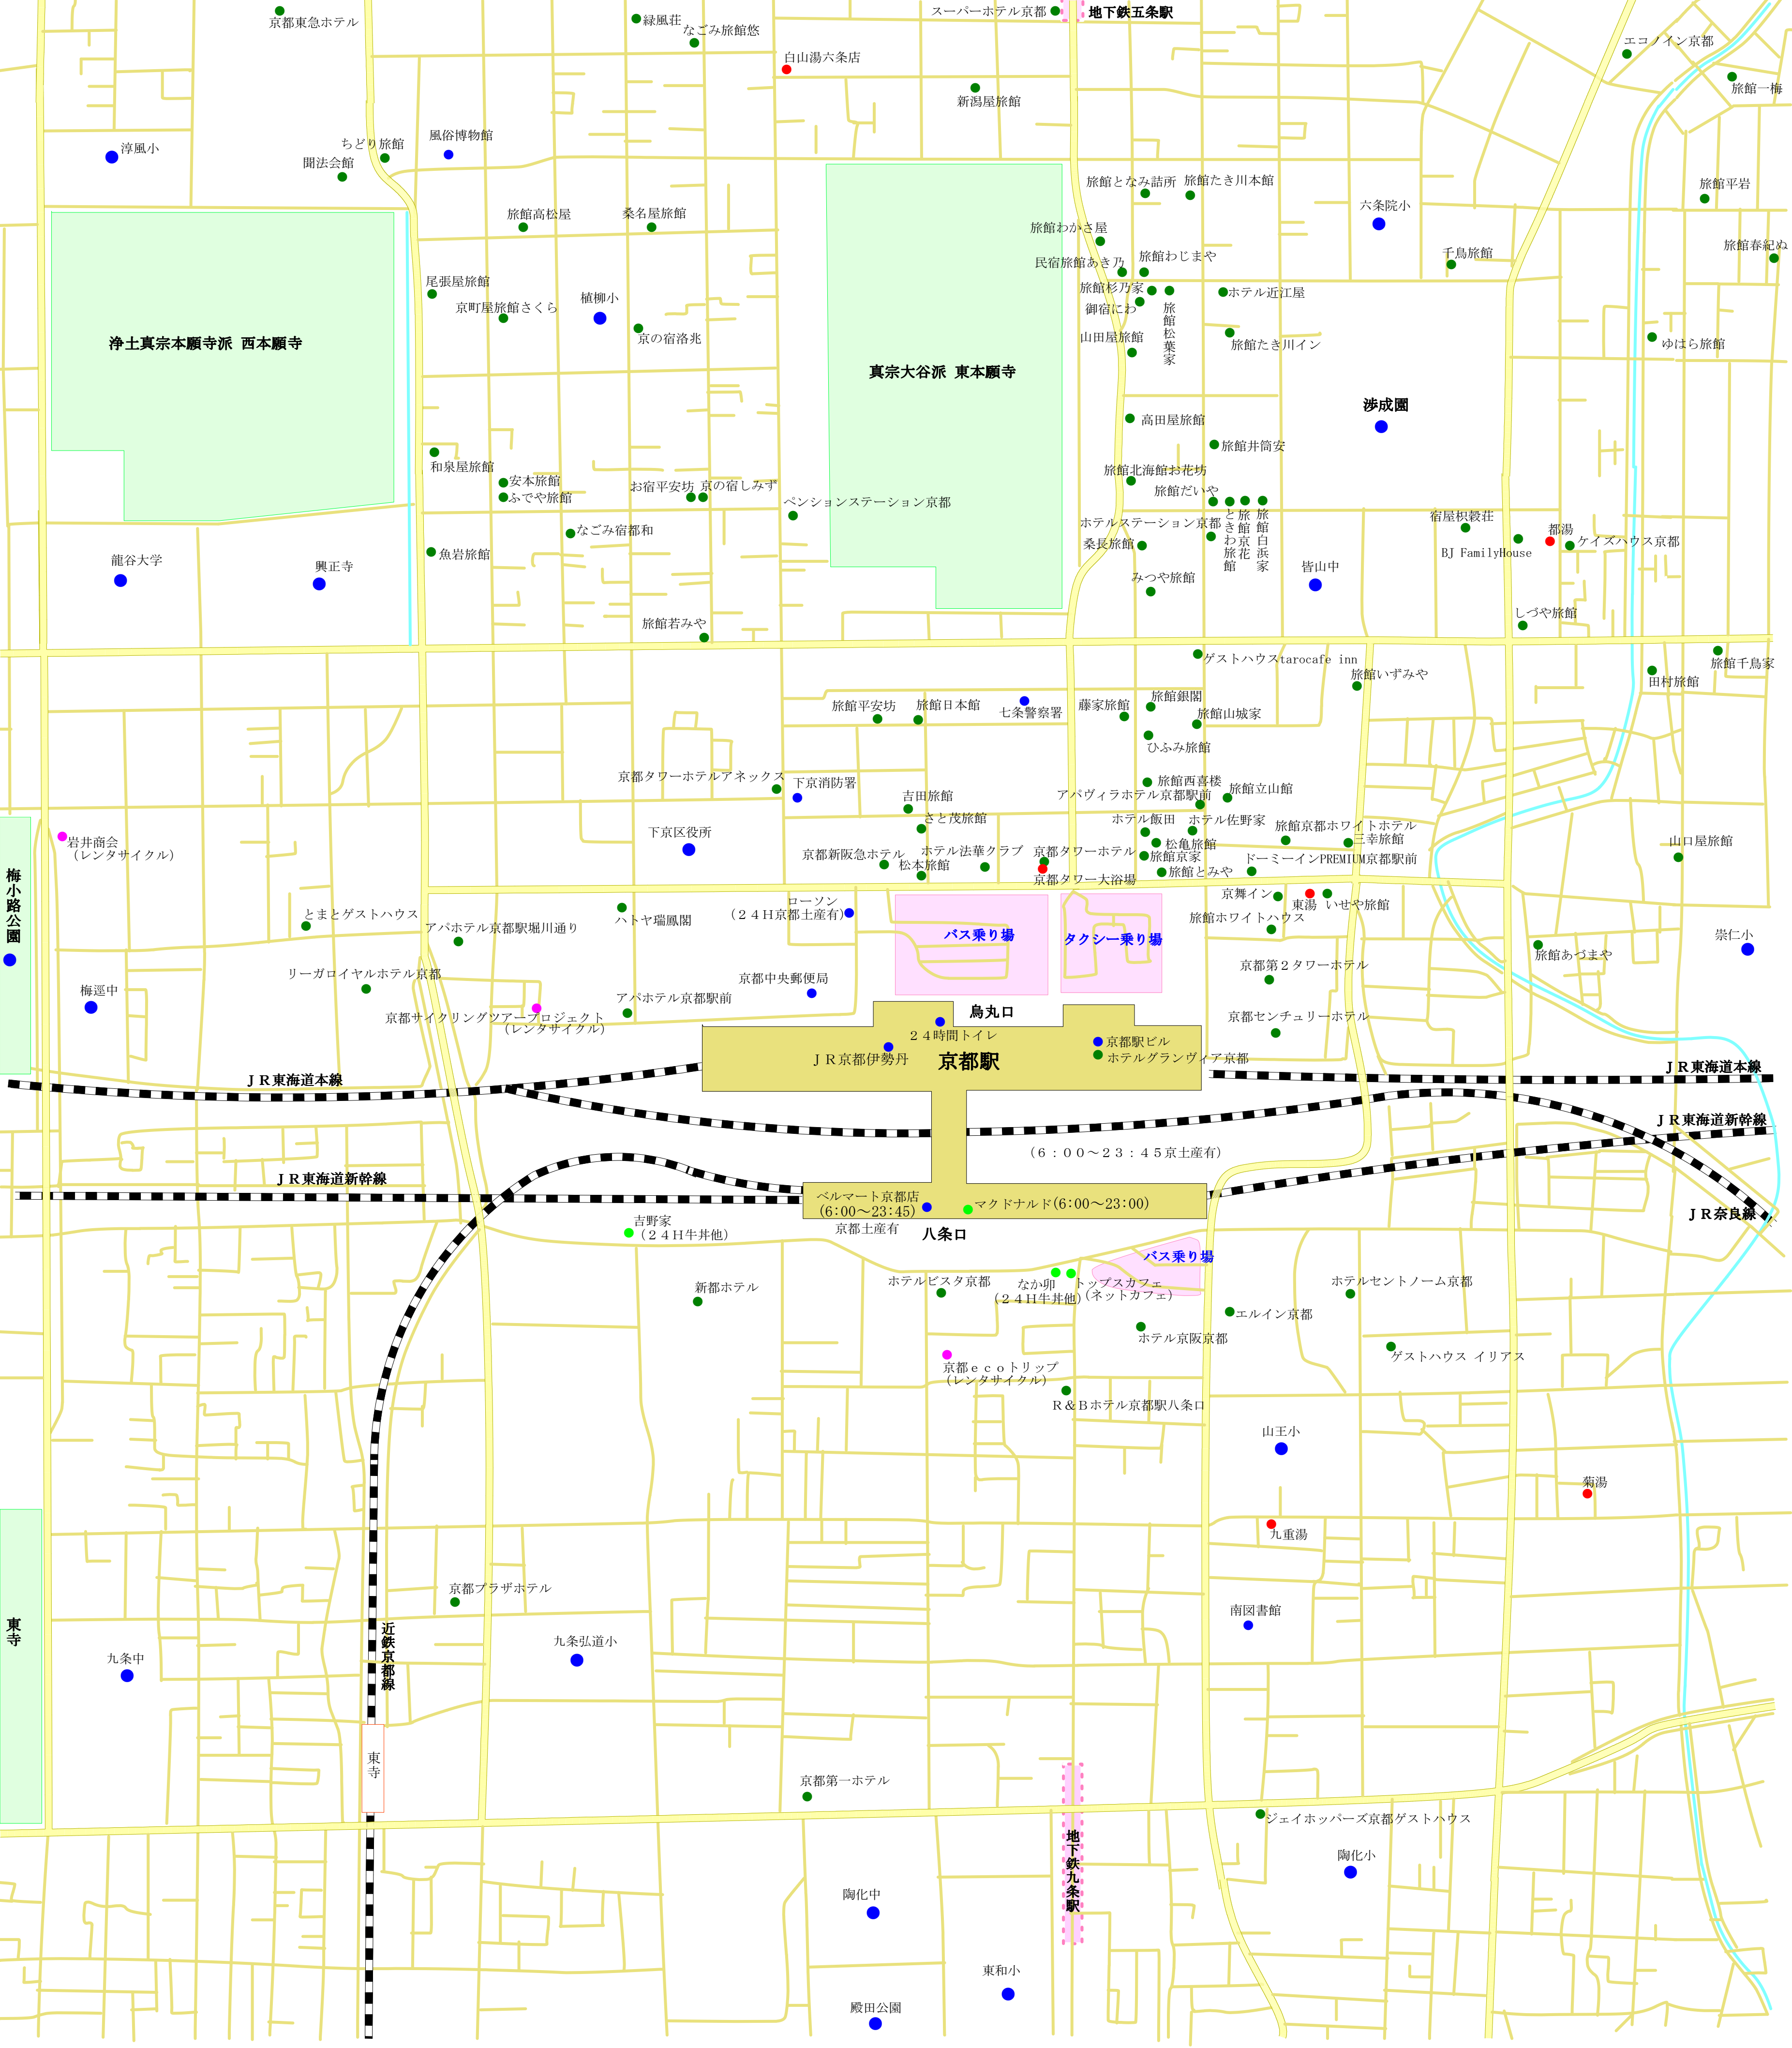 京都東急ホテル
緑風荘
なごみ旅館悠
スーパーホテル京都
地下鉄五条駅
白山湯六条店
新潟屋旅館
エコノイン京都
旅館一梅
淳風小
ちどり旅館
風俗博物館
聞法会館
旅館となみ詰所
旅館たき川本館
旅館平岩
六条院小
旅館高松屋
桑名屋旅館
旅館わかさ屋
千鳥旅館
旅館春紀ぬ
民宿旅館あき乃
旅館わじまや
尾張屋旅館
京町屋旅館さくら
植柳小
京の宿洛兆
旅館杉乃家
御宿にわ
旅館松葉家
ホテル近江屋
山田屋旅館
旅館たき川イン
ゆはら旅館
浄土真宗本願寺派 西本願寺
真宗大谷派 東本願寺
渉成園
高田屋旅館
旅館井筒安
和泉屋旅館
安本旅館
ふでや旅館
お宿平安坊
京の宿しみず
旅館北海館お花坊
旅館だいや
ペンションステーション京都
なごみ宿都和
ホテルステーション京都
桑長旅館
ときわ旅館
旅館京花
旅館白浜家
宿屋枳穀荘
BJ FamilyHouse
都湯
ケイズハウス京都
龍谷大学
興正寺
魚岩旅館
みつや旅館
皆山中
旅館若みや
しづや旅館
ゲストハウスtarocafe inn
旅館いずみや
旅館千鳥家
田村旅館
旅館平安坊
旅館日本館
七条警察署
藤家旅館
旅館銀閣
旅館山城家
ひふみ旅館
京都タワーホテルアネックス
下京消防署
旅館西喜楼
アパヴィラホテル京都駅前
旅館立山館
吉田旅館
さと茂旅館
岩井商会
（レンタサイクル）
下京区役所
ホテル飯田
ホテル佐野家
旅館京都ホワイトホテル
三幸旅館
山口屋旅館
京都新阪急ホテル
松本旅館
ホテル法華クラブ
京都タワーホテル
京都タワー大浴場
松亀旅館
旅館京家
旅館とみや
ドーミーインPREMIUM京都駅前
梅小路公園
とまとゲストハウス
アパホテル京都駅堀川通り
ハトヤ瑞鳳閣
ローソン
（２４Ｈ京都土産有）
バス乗り場
タクシー乗り場
京舞イン
東湯
いせや旅館
旅館ホワイトハウス
旅館あづまや
崇仁小
リーガロイヤルホテル京都
京都中央郵便局
京都第２タワーホテル
梅逕中
京都サイクリングツアープロジェクト
（レンタサイクル）
アパホテル京都駅前
烏丸口
京都センチュリーホテル
２４時間トイレ
京都駅ビル
ＪＲ京都伊勢丹
京都駅
ホテルグランヴィア京都
ＪＲ東海道本線
ＪＲ東海道本線
ＪＲ東海道新幹線
（６：００～２３：４５京土産有）
ＪＲ東海道新幹線
ベルマート京都店
(6:00～23:45)
京都土産有
マクドナルド(6:00～23:00)
ＪＲ奈良線
吉野家
（２４Ｈ牛丼他）
八条口
バス乗り場
新都ホテル
ホテルビスタ京都
なか卯
（２４Ｈ牛丼他）
トップスカフェ
（ネットカフェ）
ホテルセントノーム京都
エルイン京都
ホテル京阪京都
ゲストハウス イリアス
京都ｅｃｏトリップ
（レンタサイクル）
Ｒ＆Ｂホテル京都駅八条口
山王小
菊湯
九重湯
京都プラザホテル
南図書館
東寺
近鉄京都線
九条中
九条弘道小
東寺
京都第一ホテル
ジェイホッパーズ京都ゲストハウス
地下鉄九条駅
陶化小
陶化中
東和小
殿田公園